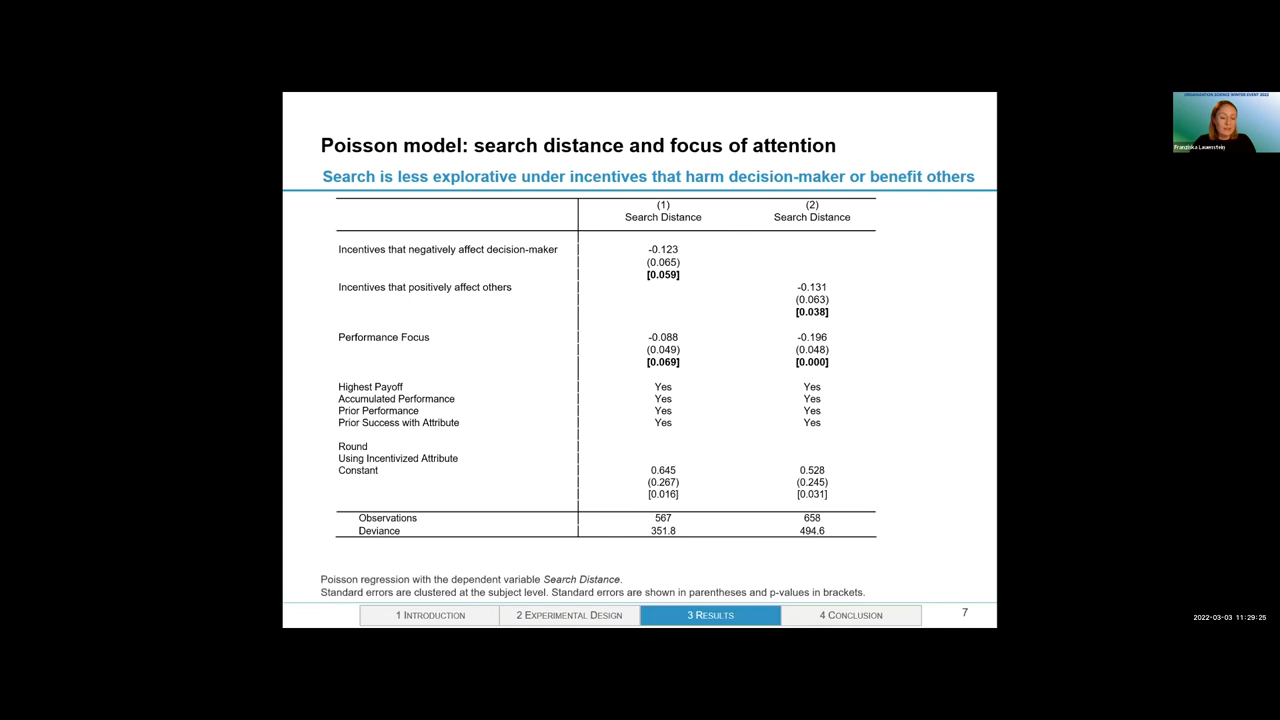 ORGANISATION SCIENCE WINTER EVENT 2022
Franziska Lauenstein
Poisson model: search distance and focus of attention
Search is less explorative under incentives that harm decision-maker or benefit others
(1) (2)
Search Distance Search Distance
Incentives that negatively affect decision-maker -0.123
(0.065)
[0.059]
Incentives that positively affect others -0.131
(0.063)
[0.038]
Performance Focus -0.088 -0.196
(0.049) (0.048)
[0.069] [0.000]
Highest Payoff Yes Yes
Accumulated Performance Yes Yes
Prior Performance Yes Yes
Prior Success with Attribute Yes Yes
Round
Using Incentivized Attribute
Constant 0.645 0.528
(0.267) (0.245)
[0.016] [0.031]
Observations 567 658
Deviance 351.8 494.6
Poisson regression with the dependent variable Search Distance.
Standard errors are clustered at the subject level. Standard errors are shown in parentheses and p-values in brackets.
1 INTRODUCTION 2 EXPERIMENTAL DESIGN 3 RESULTS 4 CONCLUSION 7
2022-03-03 11:29:25